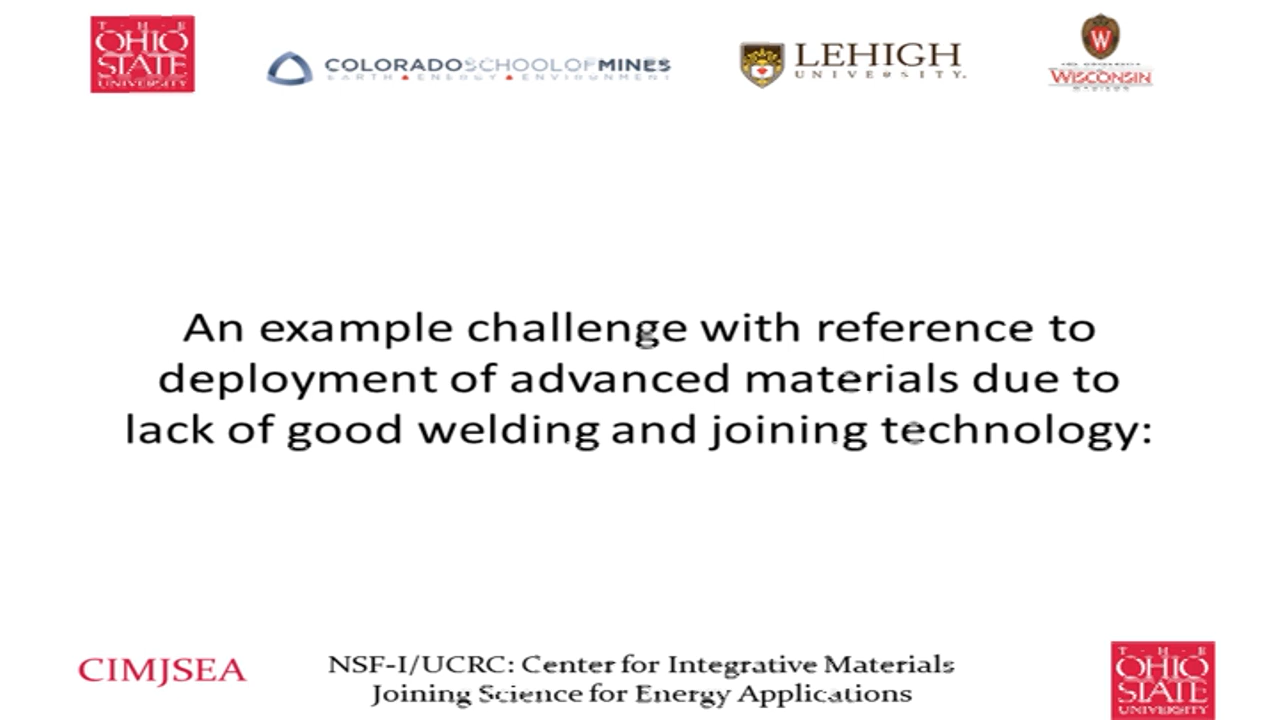 THE
OHIO
STATE
UNIVERSITY
COLORADOSCHOOLOFMINES
EARTH ENERGY ENVIRONMENT
LEHIGH
UNIVERSITY.
W
WISCONSIN
MADISON
An example challenge with reference to
deployment of advanced materials due to
lack of good welding and joining technology:
CIMJSEA
NSF-I/UCRC: Center for Integrative Materials
Joining Science for Energy Applications
THE
OHIO
STATE
UNIVERSITY